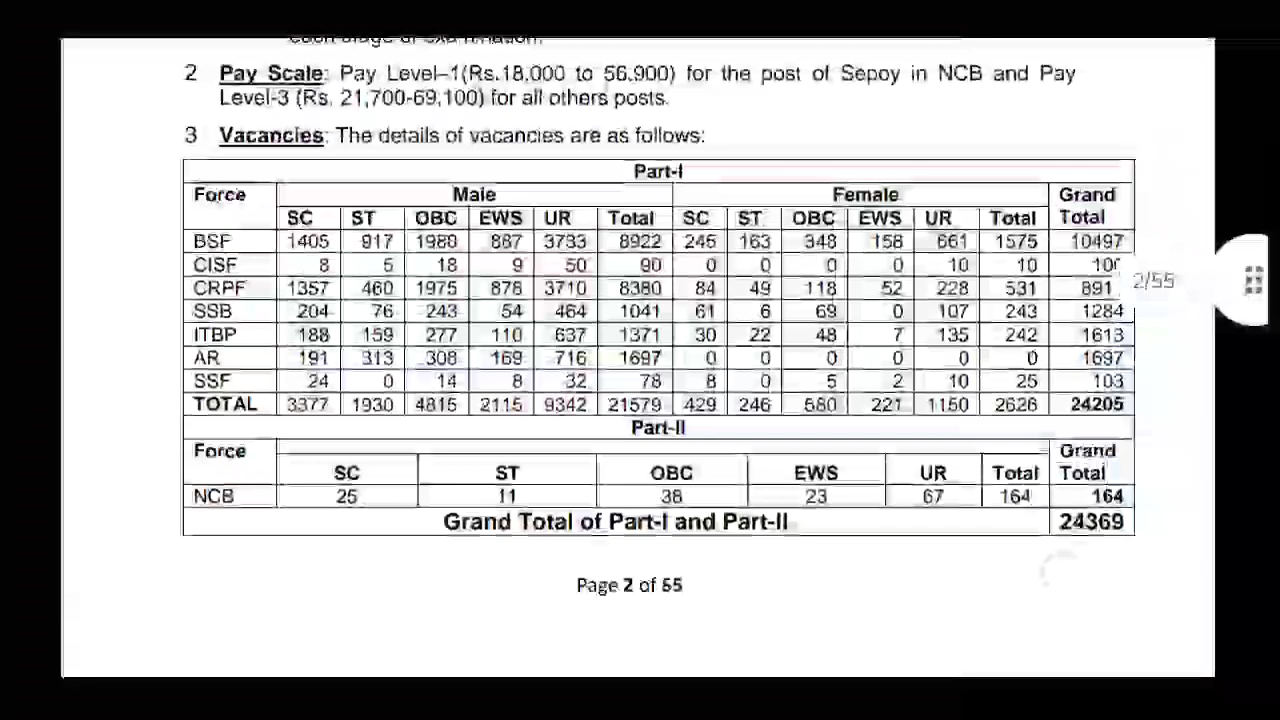 2 Pay Scale: Pay Level–1(Rs.18,000 to 56,900) for the post of Sepoy in NCB and Pay
Level-3 (Rs. 21,700-69,100) for all others posts.
3 Vacancies: The details of vacancies are as follows:
Part-I
Force Male Female Grand
SC ST OBC EWS UR Total SC ST OBC EWS UR Total Total
BSF 1405 917 1980 887 3733 8922 245 163 348 158 661 1575 10497
CISF 8 5 18 9 50 90 0 0 0 0 10 10
CRPF 1357 460 1975 878 3710 8380 84 49 118 52 228 531 891
SSB 204 76 243 54 464 1041 61 6 69 0 107 243 1284
ITBP 188 159 277 110 637 1371 30 22 48 7 135 242 1613
AR 191 313 308 169 716 1697 0 0 0 0 0 0 1697
SSF 24 0 14 8 32 78 8 0 5 2 10 25 103
TOTAL 3377 1930 4815 2115 9342 21579 429 246 580 221 1150 2626 24205
Part-II
Force Grand
SC ST OBC EWS UR Total Total
NCB 25 11 38 23 67 164 164
Grand Total of Part-I and Part-II 24369
Page 2 of 55
2/55